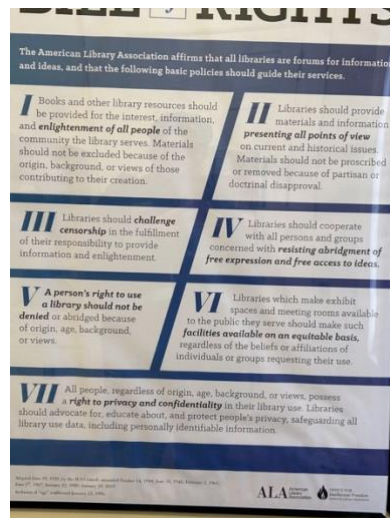 BILL of RIGHTS
The American Library Association affirms that all libraries are forums for information
and ideas, and that the following basic policies should guide their services.
I Books and other library resources should
be provided for the interest, information,
and enlightenment of all people of the
community the library serves. Materials
should not be excluded because of the
origin, background, or views of those
contributing to their creation.
II Libraries should provide
materials and information
presenting all points of view
on current and historical issues.
Materials should not be proscribed
or removed because of partisan or
doctrinal disapproval.
III Libraries should challenge
censorship in the fulfillment
of their responsibility to provide
information and enlightenment.
IV Libraries should cooperate
with all persons and groups
concerned with resisting abridgment of
free expression and free access to ideas.
V A person's right to use
a library should not be
denied or abridged because
of origin, age, background,
or views.
VI Libraries which make exhibit
spaces and meeting rooms available
to the public they serve should make such
facilities available on an equitable basis,
regardless of the beliefs or affiliations of
individuals or groups requesting their use.
VII All people, regardless of origin, age, background, or views, possess
a right to privacy and confidentiality in their library use. Libraries
should advocate for, educate about, and protect people's privacy, safeguarding all
library use data, including personally identifiable information.
ALA American
Library
Association